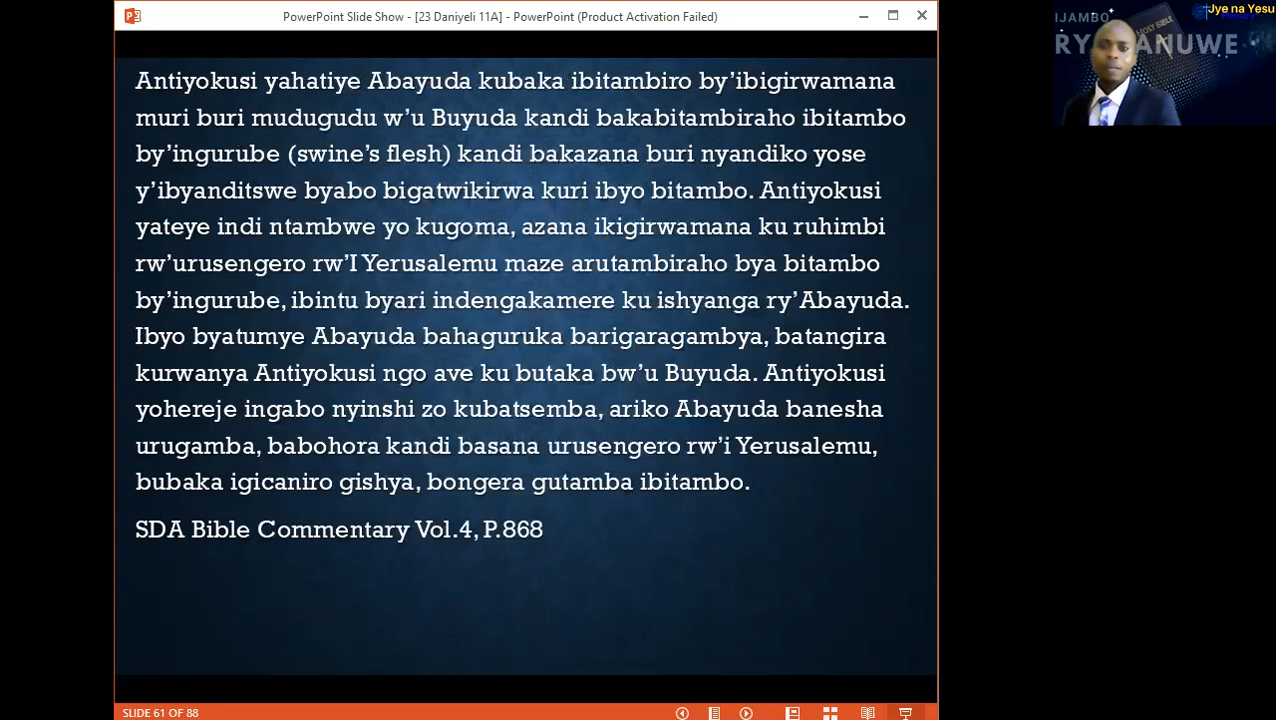 PowerPoint Slide Show - [23 Daniyeli 11A] - PowerPoint (Product Activation Failed)
Antiyokusi yahatiye Abayuda kubaka ibitambiro by’ibigirwamana
muri buri mudugudu w’u Buyuda kandi bakabitambiraho ibitambo
by’ingurube (swine’s flesh) kandi bakazana buri nyandiko yose
y’ibyanditswe byabo bigatwikirwa kuri ibyo bitambo. Antiyokusi
yateye indi ntambwe yo kugoma, azana ikigirwamana ku ruhimbi
rw’urusengero rw’I Yerusalemu maze arutambiraho bya bitambo
by’ingurube, ibintu byari indengakamere ku ishyanga ry’Abayuda.
Ibyo byatumye Abayuda bahaguruka barigaragambya, batangira
kurwanya Antiyokusi ngo ave ku butaka bw’u Buyuda. Antiyokusi
yohereje ingabo nyinshi zo kubatsemba, ariko Abayuda banesha
urugamba, babohora kandi basana urusengero rw’i Yerusalemu,
bubaka igicaniro gishya, bongera gutamba ibitambo.
SDA Bible Commentary Vol.4, P.868
SLIDE 61 OF 88
Jye na Yesu
Ministry
IJAMBO
HOLY BIBLE